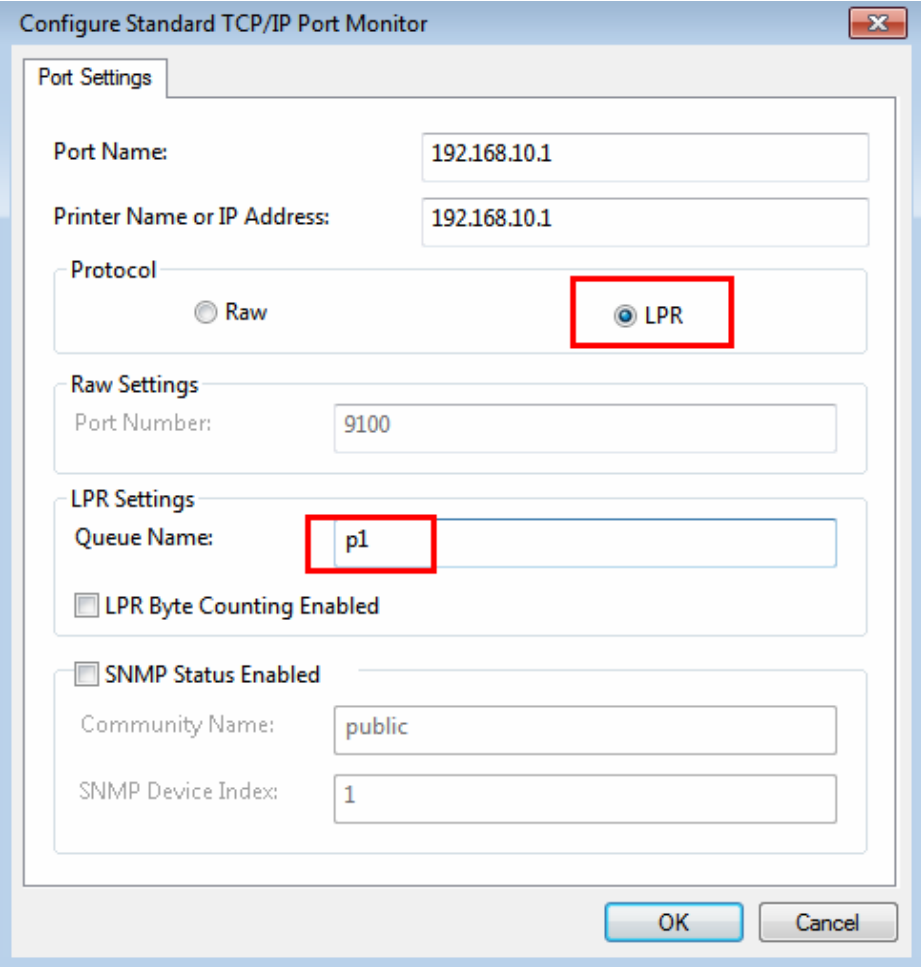 Configure Standard TCP/IP Port Monitor
Port Settings
Port Name: 192.168.10.1
Printer Name or IP Address: 192.168.10.1
Protocol
Raw LPR
Raw Settings
Port Number: 9100
LPR Settings
Queue Name: p1
LPR Byte Counting Enabled
SNMP Status Enabled
Community Name: public
SNMP Device Index: 1
OK Cancel